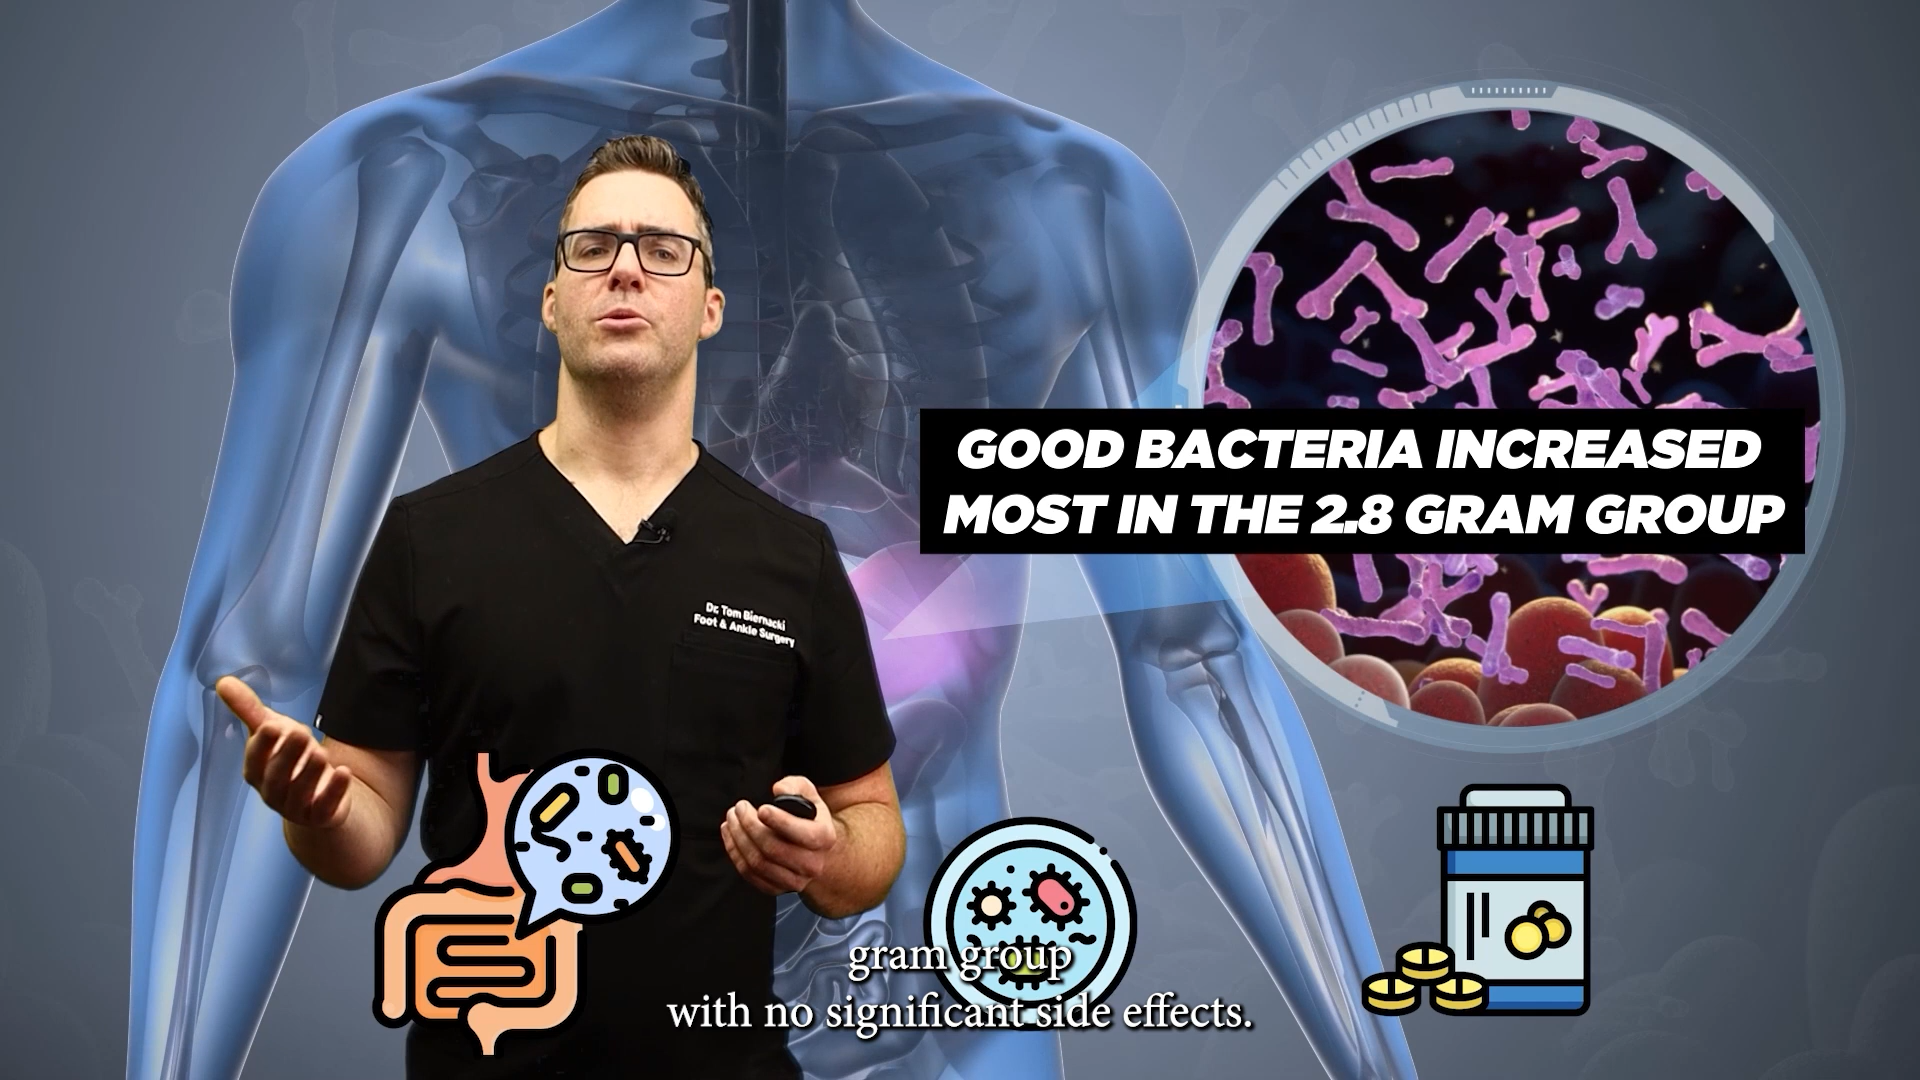 GOOD BACTERIA INCREASED
MOST IN THE 2.8 GRAM GROUP
Dr. Tom Biernacki
Foot & Ankle Surgery
gram group
with no significant side effects.